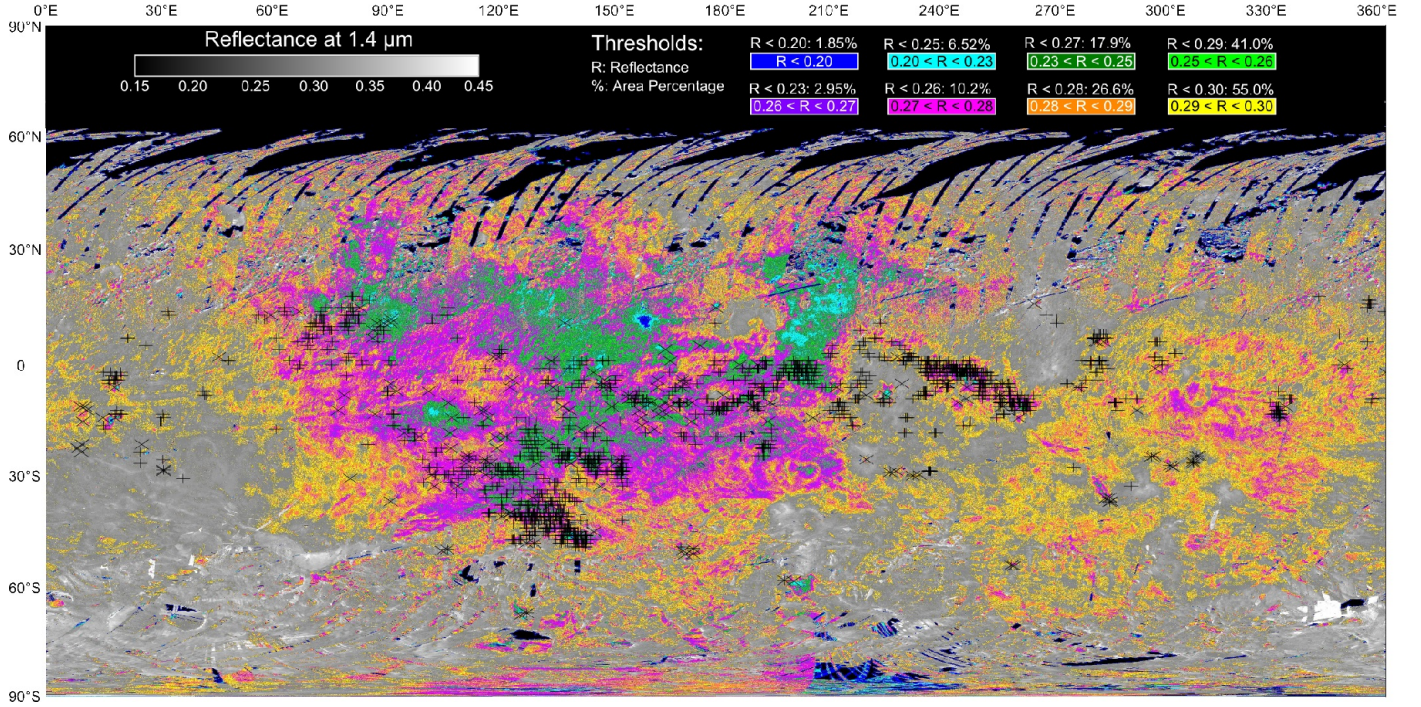 0°E 30°E 60°E 90°E 120°E 150°E 180°E 210°E 240°E 270°E 300°E 330°E 360°E
90°N
Reflectance at 1.4 μm
0.15 0.20 0.25 0.30 0.35 0.40 0.45
Thresholds:
R: Reflectance
%: Area Percentage
R < 0.20: 1.85% R < 0.25: 6.52% R < 0.27: 17.9% R < 0.29: 41.0%
R < 0.20 0.20 < R < 0.23 0.23 < R < 0.25 0.25 < R < 0.26
R < 0.23: 2.95% R < 0.26: 10.2% R < 0.28: 26.6% R < 0.30: 55.0%
0.26 < R < 0.27 0.27 < R < 0.28 0.28 < R < 0.29 0.29 < R < 0.30
60°N
30°N
0
30°S
60°S
90°S